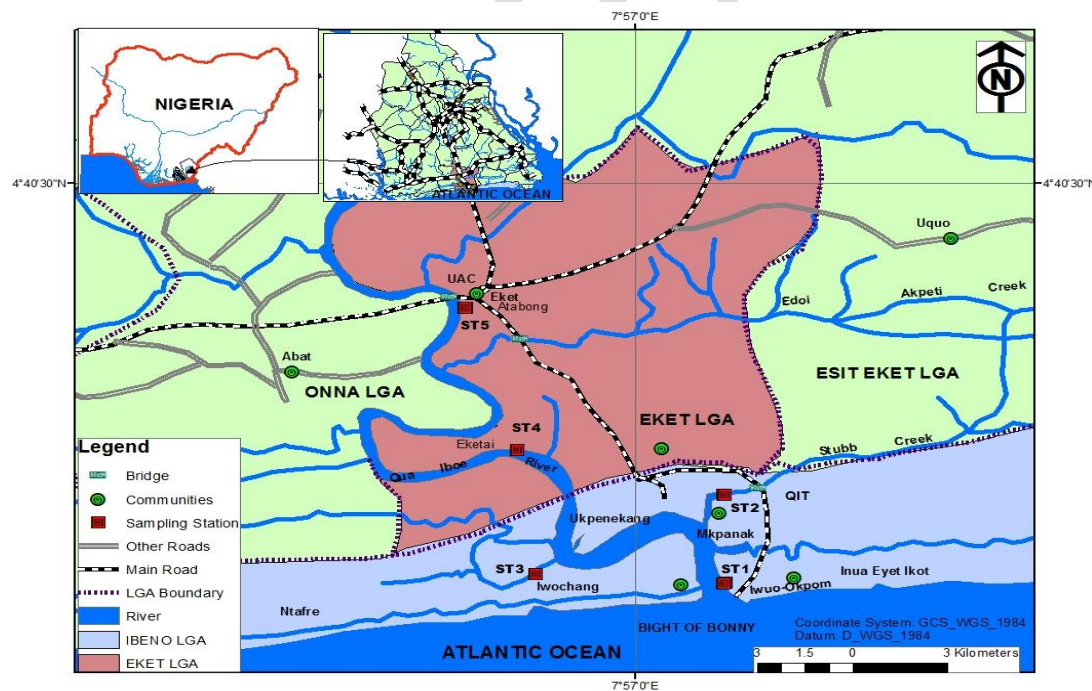 7°57'0"E
NIGERIA
ATLANTIC OCEAN
N
4°40'30"N
4°40'30"N
Uquo
UAC
Eket
Atabong
Edoi
Akpeti
Creek
ST5
Abat
ONNA LGA
ESIT EKET LGA
EKET LGA
ST4
Eketai
Stubb
Creek
Qua
Iboe
River
QIT
ST2
Ukpenekang
Mkpanak
ST3
ST1
Iwochang
Inua Eyet Ikot
Iwuo-Okpom
Ntafre
BIGHT OF BONNY
ATLANTIC OCEAN
Legend
Bridge
Communities
Sampling Station
Other Roads
Main Road
LGA Boundary
River
IBENO LGA
EKET LGA
Coordinate System: GCS_WGS_1984
Datum: D_WGS_1984
3 1.5 0 3 Kilometers
7°57'0"E